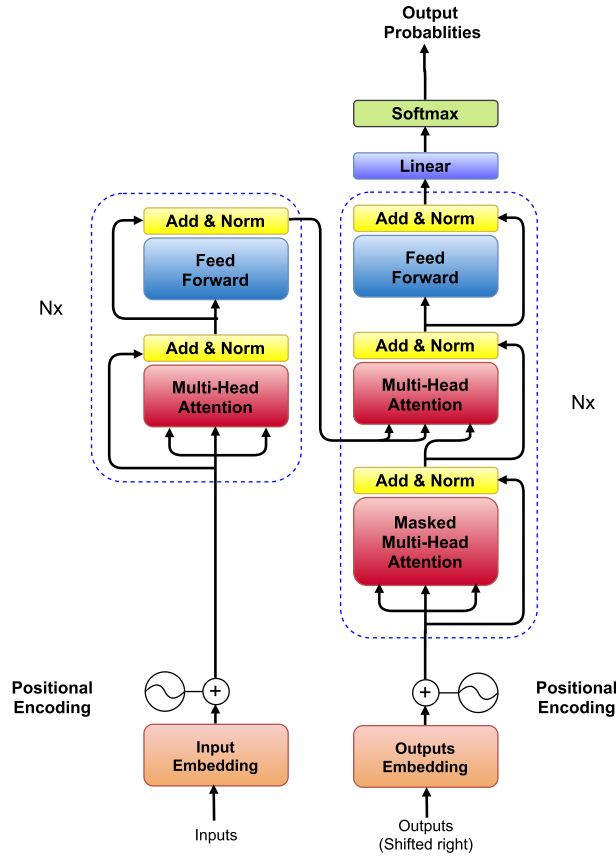 Output
Probablities
Softmax
Linear
Add & Norm
Feed
Forward
Add & Norm
Multi-Head
Attention
Nx
Add & Norm
Feed
Forward
Add & Norm
Multi-Head
Attention
Nx
Add & Norm
Masked
Multi-Head
Attention
Positional
Encoding
+
+
Positional
Encoding
Input
Embedding
Outputs
Embedding
Inputs
Outputs
(Shifted right)